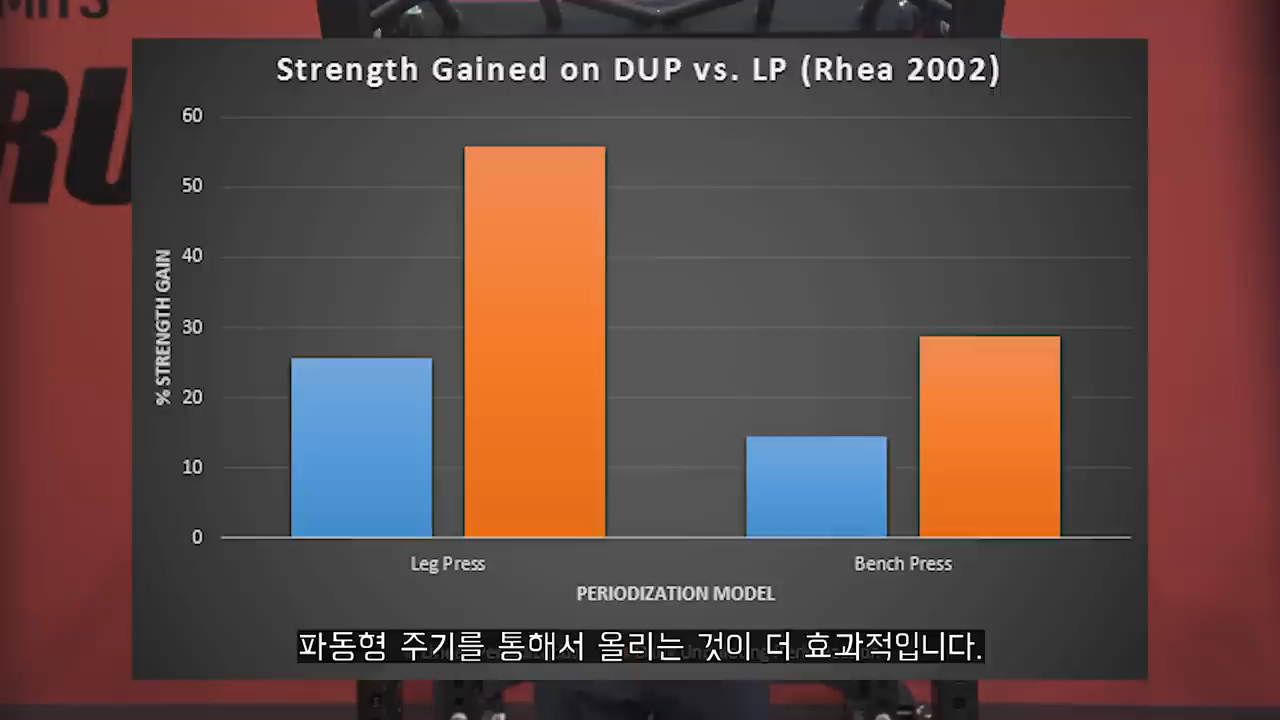 MITS
RU
Strength Gained on DUP vs. LP (Rhea 2002)
60
50
40
30
20
10
0
% STRENGTH GAIN
Leg Press
Bench Press
PERIODIZATION MODEL
파동형 주기를 통해서 올리는 것이 더 효과적입니다.